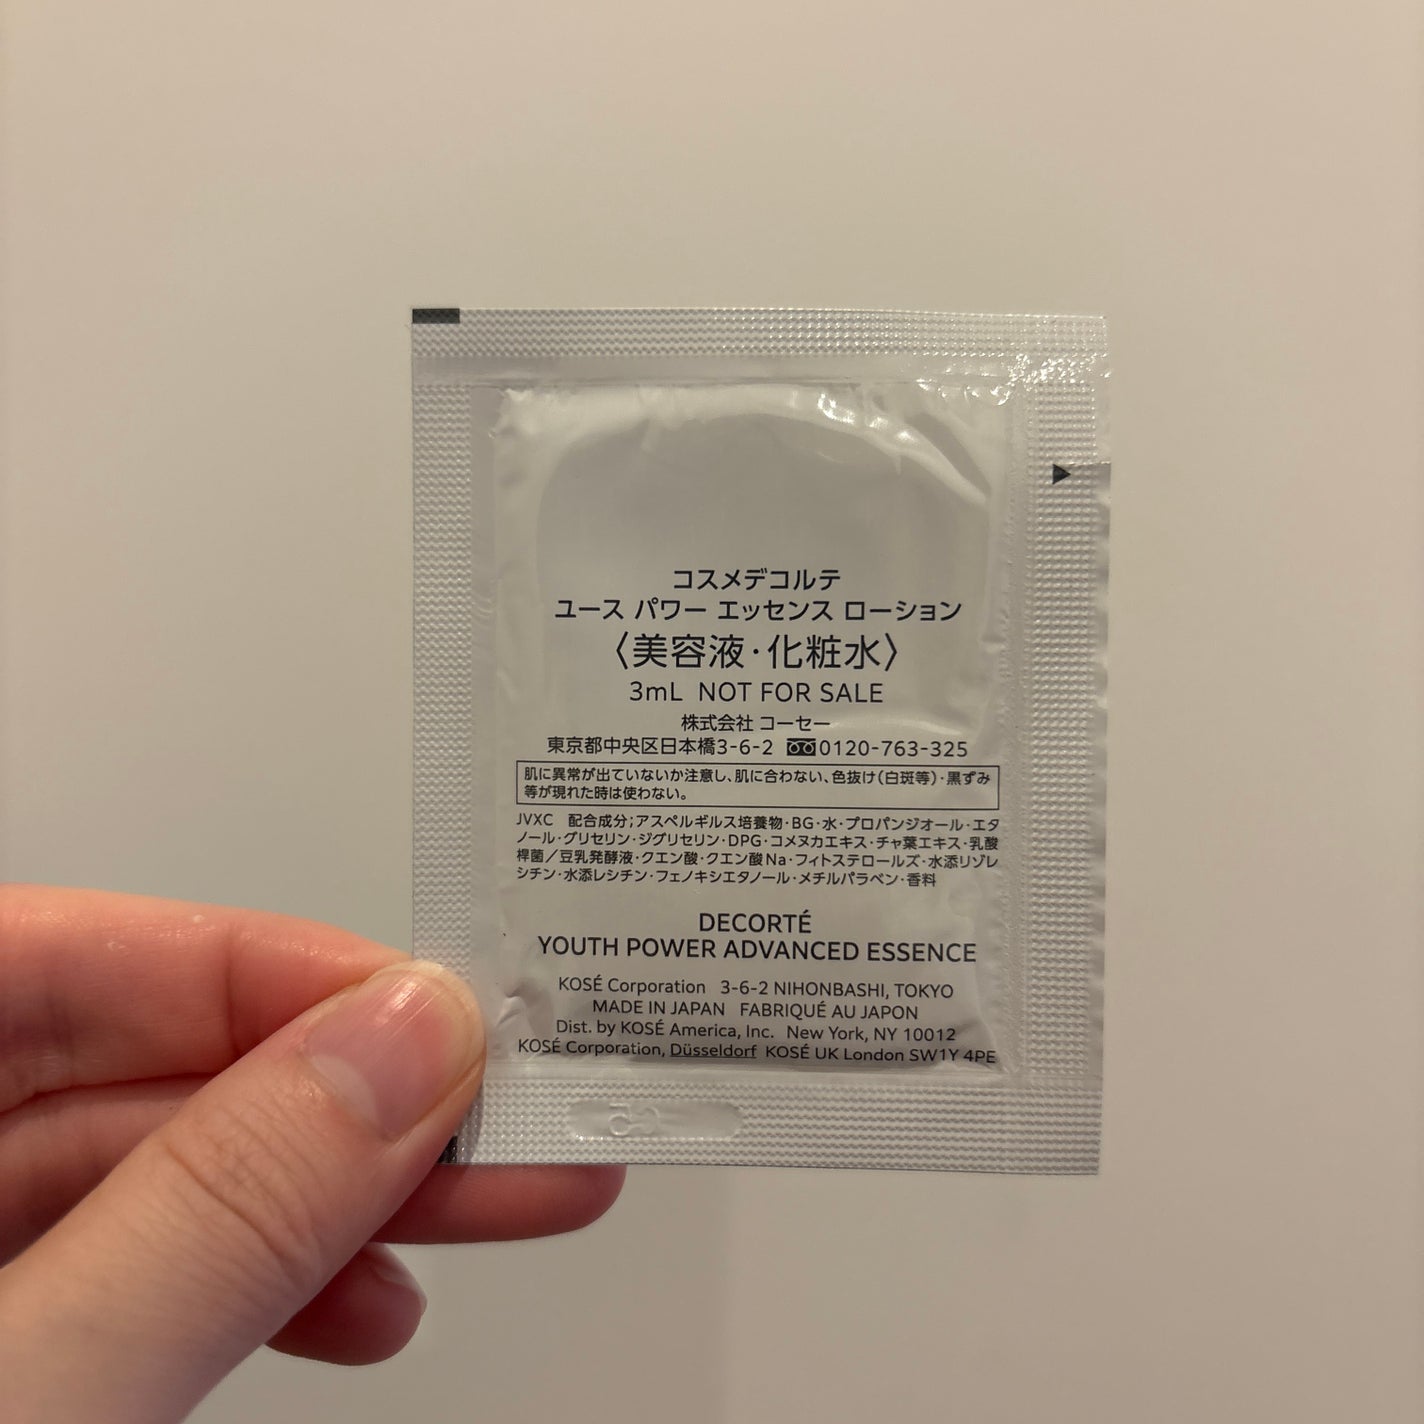 コスメデコルテ
ユース パワー エッセンス ローション
〈美容液・化粧水〉
3mL NOT FOR SALE
株式会社 コーセー
東京都中央区日本橋3-6-2 0120-763-325
肌に異常が出ていないか注意し、肌に合わない、色抜け(白斑等)・黒ずみ
等が現れた時は使わない。
JVXC 配合成分;アスペルギルス培養物・BG・水・プロパンジオール・エタ
ノール・グリセリン・ジグリセリン・DPG・コメヌカエキス・チャ葉エキス・乳酸
桿菌/豆乳発酵液・クエン酸・クエン酸Na・フィトステロールズ・水添リゾレ
シチン・水添レシチン・フェノキシエタノール・メチルパラベン・香料
DECORTÉ
YOUTH POWER ADVANCED ESSENCE
KOSÉ Corporation 3-6-2 NIHONBASHI, TOKYO
MADE IN JAPAN FABRIQUÉ AU JAPON
Dist. by KOSÉ America, Inc. New York, NY 10012
KOSÉ Corporation, Düsseldorf KOSÉ UK London SW1Y 4PE